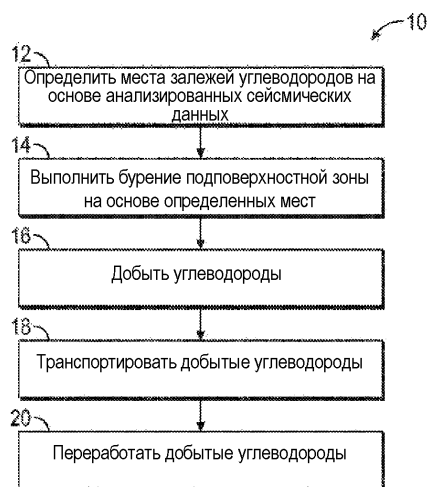 10
12
Определить места залежей углеводородов на
основе анализированных сейсмических
данных
14
Выполнить бурение подповерхностной зоны
на основе определенных мест
16
Добыть углеводороды
18
Транспортировать добытые углеводороды
20
Переработать добытые углеводороды